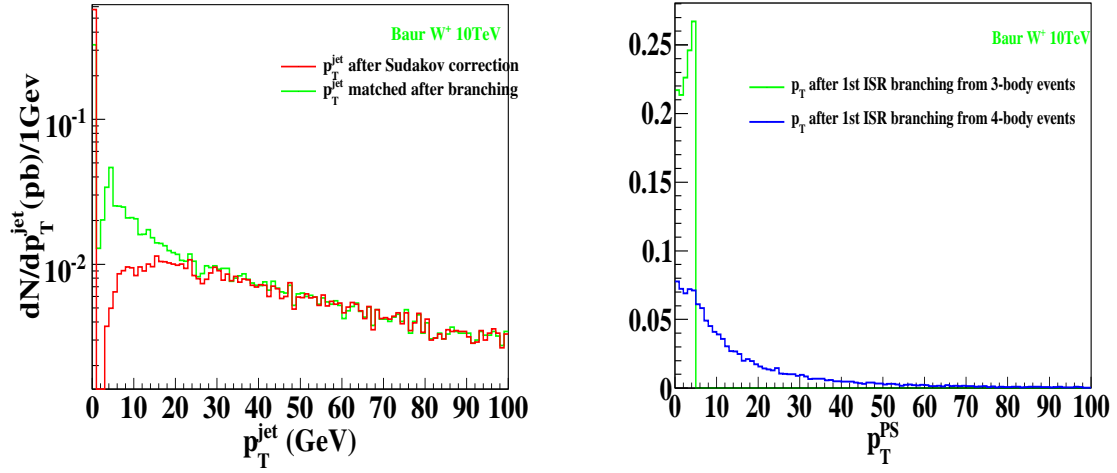 Baur W⁺ 10TeV
p_T^jet after Sudakov correction
p_T^jet matched after branching
dN/dp_T^jet(pb)/1Gev
10⁻¹
10⁻²
0 10 20 30 40 50 60 70 80 90 100
p_T^jet (GeV)
Baur W⁺ 10TeV
p_T after 1st ISR branching from 3-body events
p_T after 1st ISR branching from 4-body events
0.25
0.2
0.15
0.1
0.05
0
0 10 20 30 40 50 60 70 80 90 100
p_T^PS